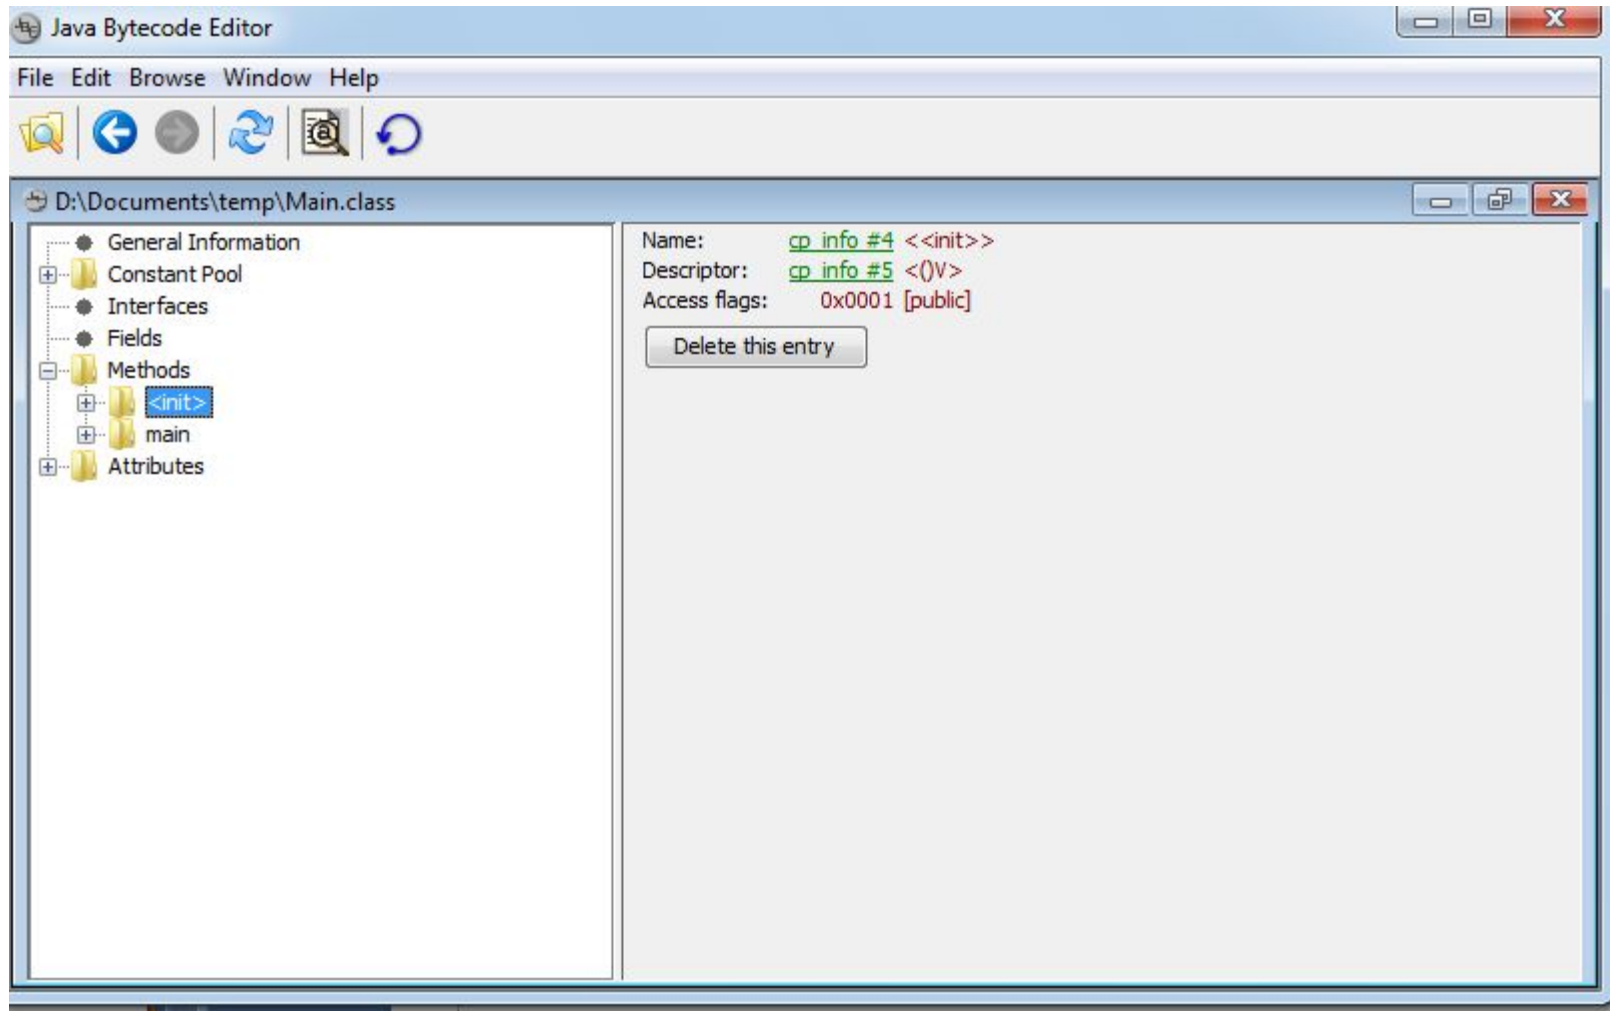 Java Bytecode Editor
File Edit Browse Window Help
D:\Documents\temp\Main.class
General Information
Constant Pool
Interfaces
Fields
Methods
<init>
main
Attributes
Name: cp info #4 <<init>>
Descriptor: cp info #5 <()V>
Access flags: 0x0001 [public]
Delete this entry